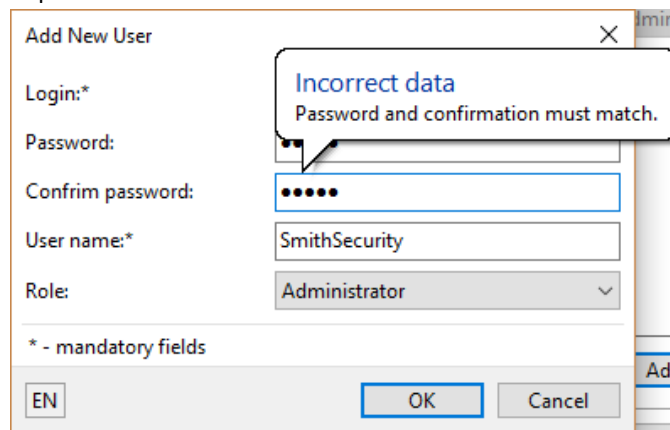 Add New User
Login:*
Incorrect data
Password and confirmation must match.
Password:
Confrim password:
●●●●●
User name:* SmithSecurity
Role: Administrator
* - mandatory fields
EN OK Cancel